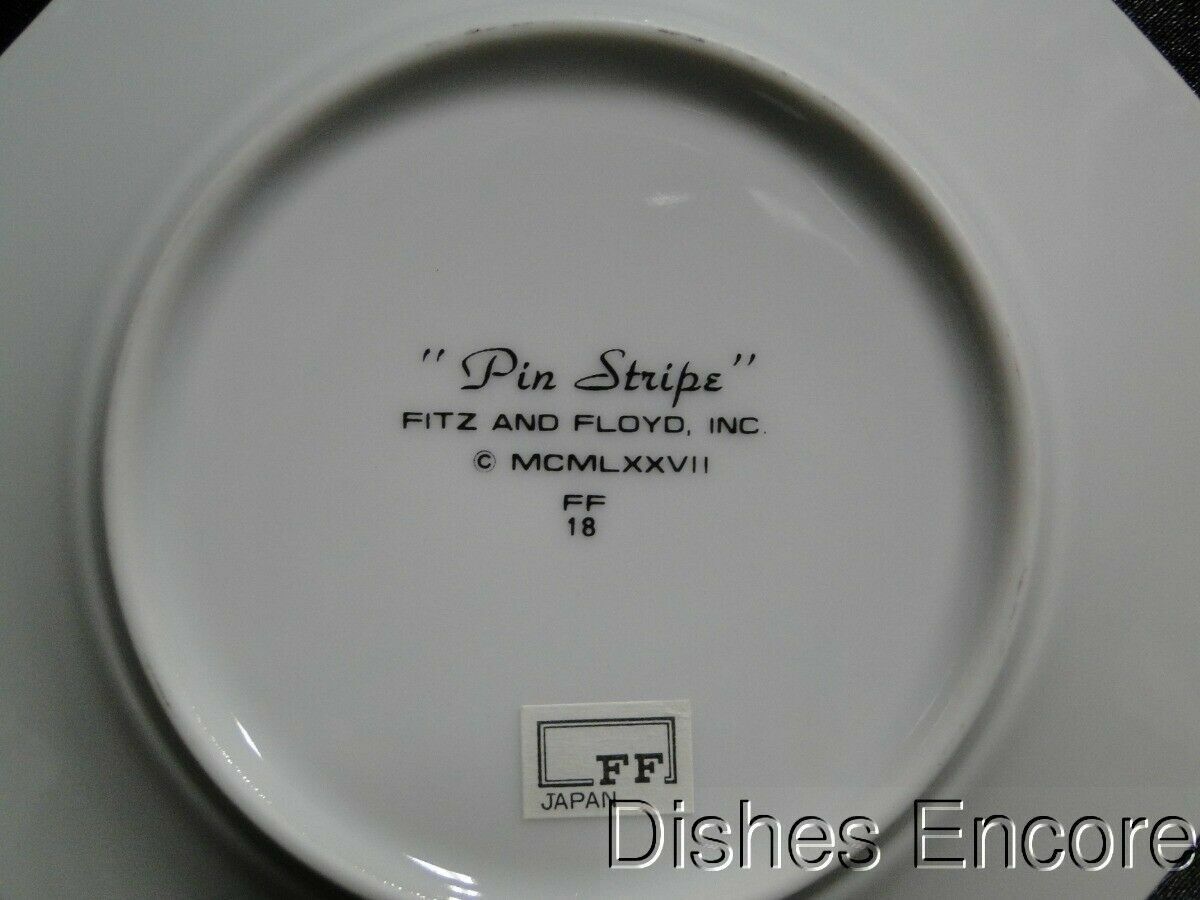 "Pin Stripe"
FITZ AND FLOYD, INC.
© MCMLXXVII
FF
18
FF
JAPAN
Dishes Encore